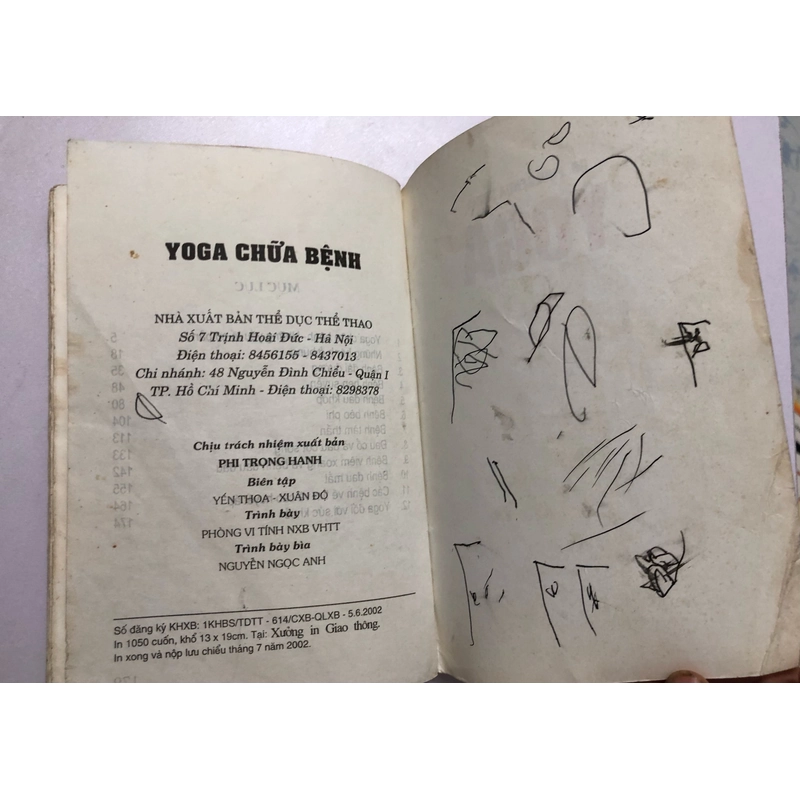 YOGA CHỮA BỆNH
NHÀ XUẤT BẢN THỂ DỤC THỂ THAO
Số 7 Trịnh Hoài Đức - Hà Nội
Điện thoại: 8456155 - 8437013
Chi nhánh: 48 Nguyễn Đình Chiểu - Quận I
TP. Hồ Chí Minh - Điện thoại: 8298378
Chịu trách nhiệm xuất bản
PHI TRỌNG HANH
Biên tập
YẾN THOA - XUÂN ĐỘ
Trình bày
PHÒNG VI TÍNH NXB VHTT
Trình bày bìa
NGUYỄN NGỌC ANH
Số đăng ký KHXB: 1KHBS/TDTT - 614/CXB-QLXB - 5.6.2002
In 1050 cuốn, khổ 13 x 19cm. Tại: Xưởng in Giao thông.
In xong và nộp lưu chiểu tháng 7 năm 2002.